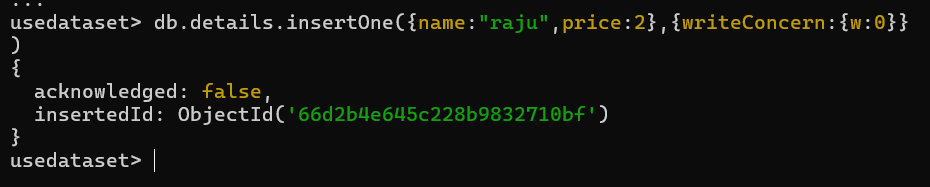 ...
usedataset> db.details.insertOne({name:"raju",price:2},{writeConcern:{w:0}}
)
{
  acknowledged: false,
  insertedId: ObjectId('66d2b4e645c228b9832710bf')
}
usedataset>